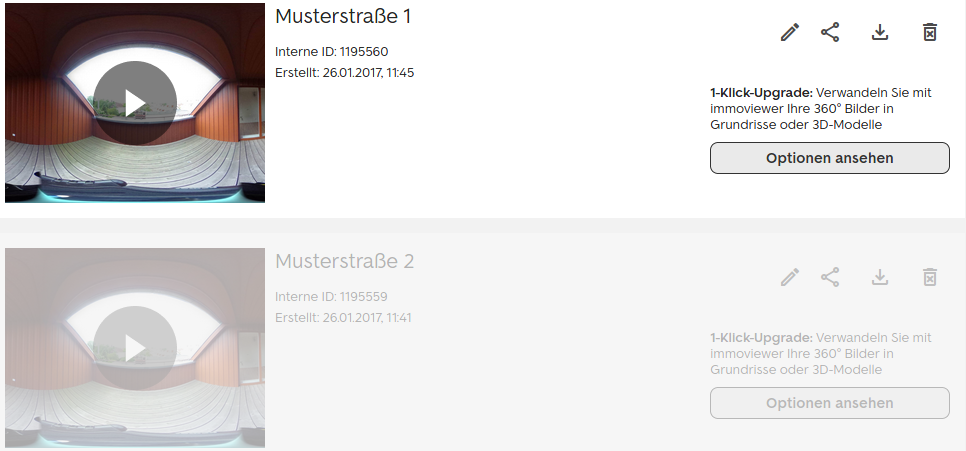 Musterstraße 1
Interne ID: 1195560
Erstellt: 26.01.2017, 11:45
1-Klick-Upgrade: Verwandeln Sie mit
immoviewer Ihre 360° Bilder in
Grundrisse oder 3D-Modelle
Optionen ansehen
Musterstraße 2
Interne ID: 1195559
Erstellt: 26.01.2017, 11:41
1-Klick-Upgrade: Verwandeln Sie mit
immoviewer Ihre 360° Bilder in
Grundrisse oder 3D-Modelle
Optionen ansehen